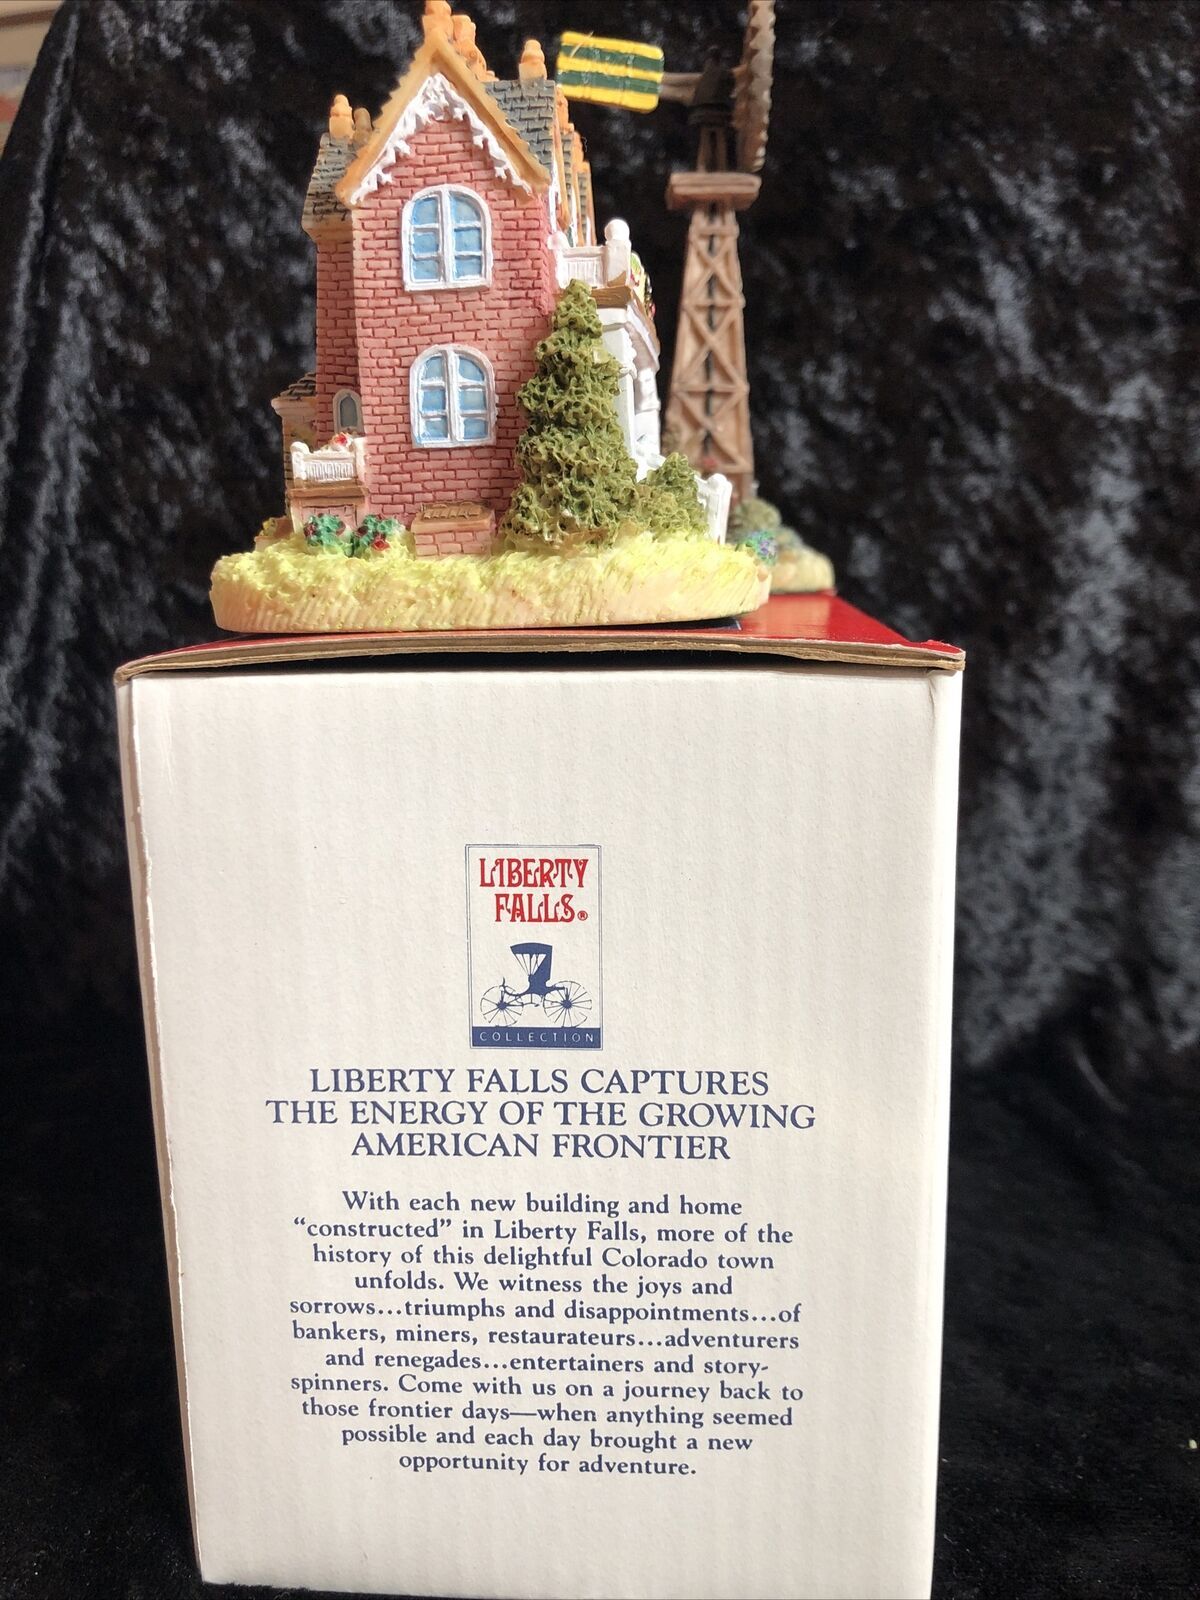 LIBERTY
FALLS®
COLLECTION
LIBERTY FALLS CAPTURES
THE ENERGY OF THE GROWING
AMERICAN FRONTIER
With each new building and home
“constructed” in Liberty Falls, more of the
history of this delightful Colorado town
unfolds. We witness the joys and
sorrows...triumphs and disappointments...of
bankers, miners, restaurateurs...adventurers
and renegades...entertainers and story-
spinners. Come with us on a journey back to
those frontier days—when anything seemed
possible and each day brought a new
opportunity for adventure.